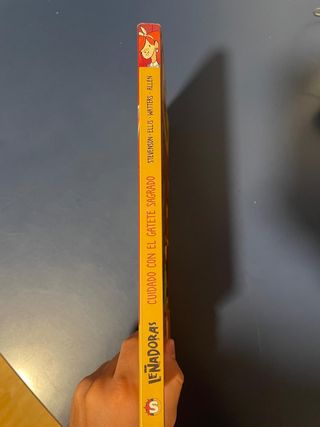 STEVENSON · ELLIS · WATTERS · ALLEN
CUIDADO CON EL GATETE SAGRADO
LEÑADORAS
S